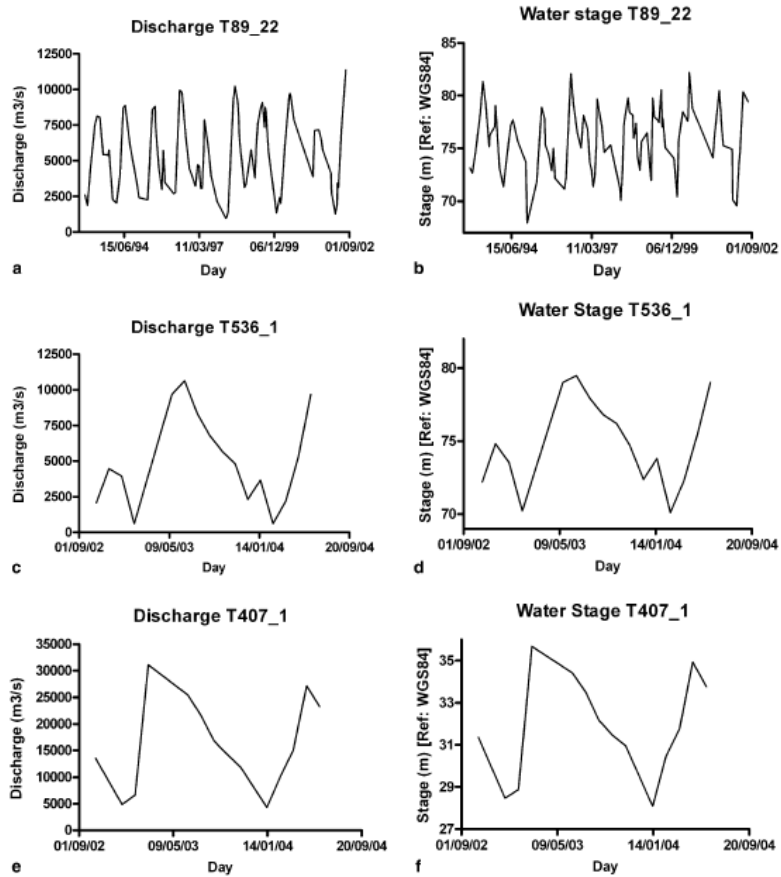 Discharge T89_22
Discharge (m3/s)
12500
10000
7500
5000
2500
0
15/06/94 11/03/97 06/12/99 01/09/02
Day
a
Water stage T89_22
Stage (m) [Ref: WGS84]
85
80
75
70
15/06/94 11/03/97 06/12/99 01/09/02
Day
b
Discharge T536_1
Discharge (m3/s)
12500
10000
7500
5000
2500
0
01/09/02 09/05/03 14/01/04 20/09/04
Day
c
Water Stage T536_1
Stage (m) [Ref: WGS84]
80
75
70
01/09/02 09/05/03 14/01/04 20/09/04
Day
d
Discharge T407_1
Discharge (m3/s)
35000
30000
25000
20000
15000
10000
5000
0
01/09/02 09/05/03 14/01/04 20/09/04
Day
e
Water Stage T407_1
Stage (m) [Ref: WGS84]
35
33
31
29
27
01/09/02 09/05/03 14/01/04 20/09/04
Day
f